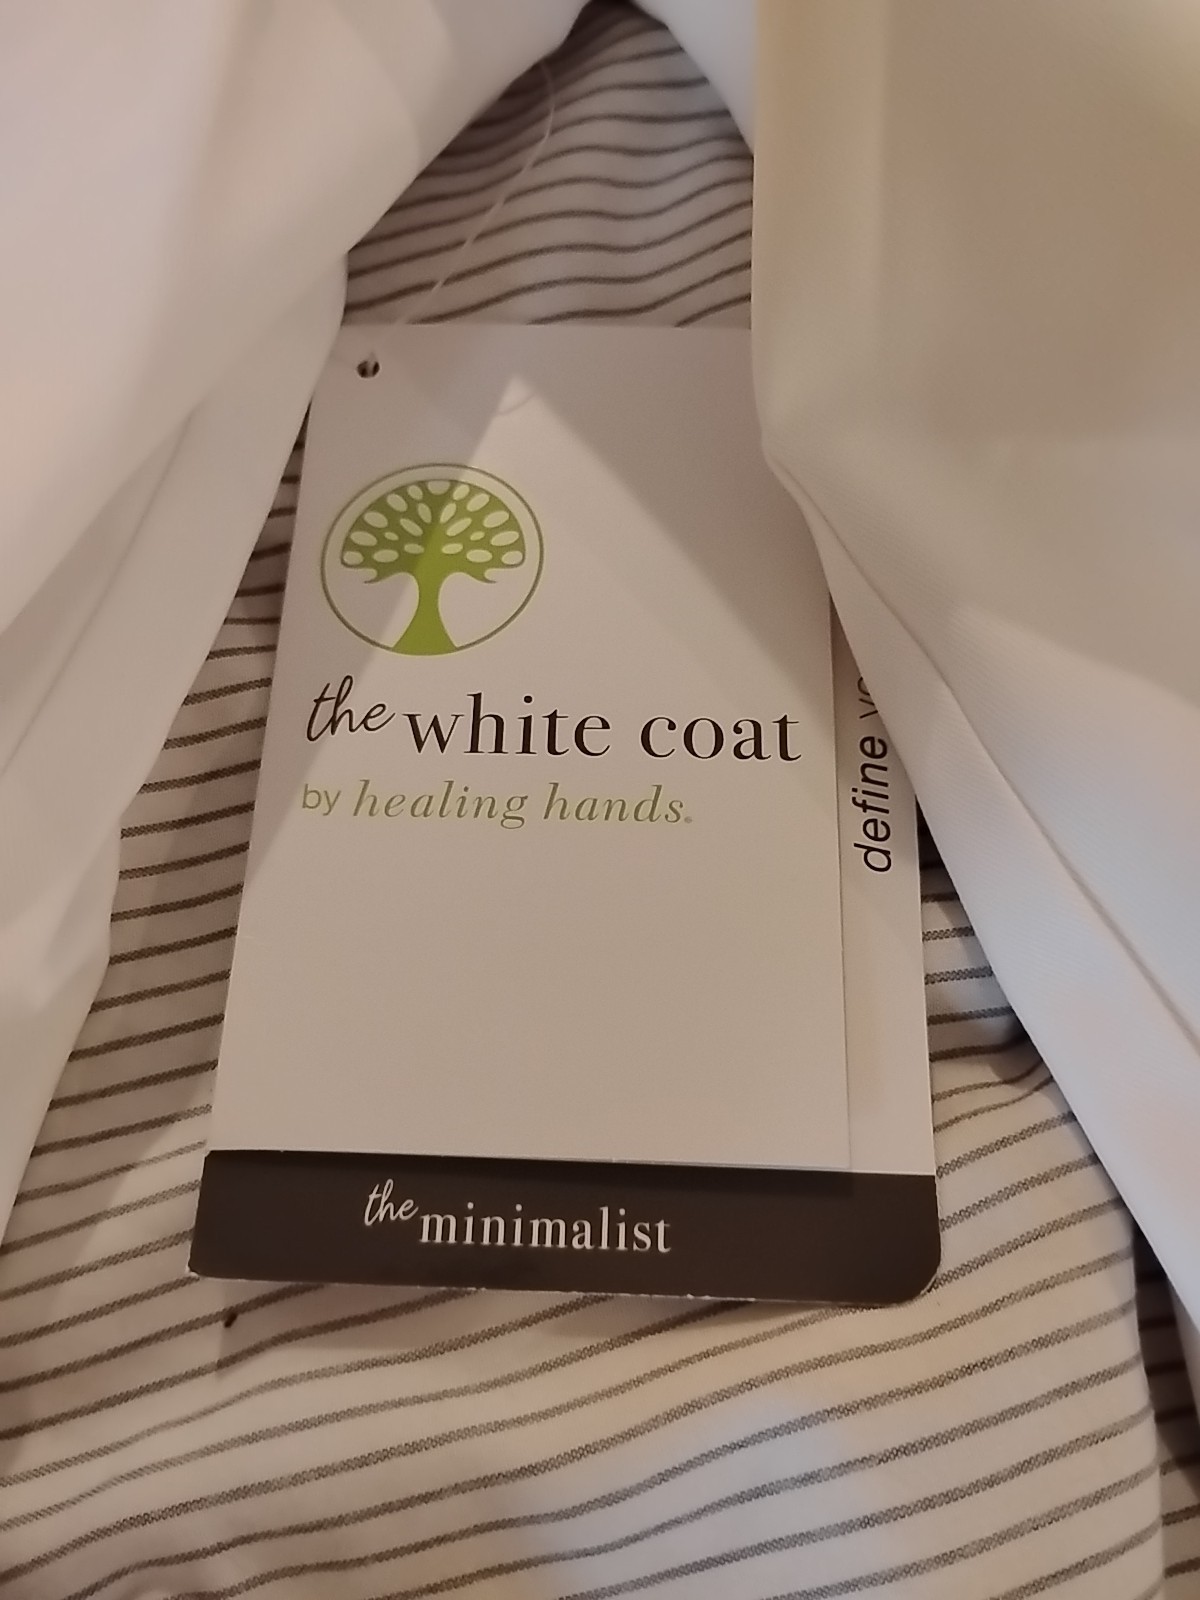 the white coat
by healing hands.
define
the minimalist